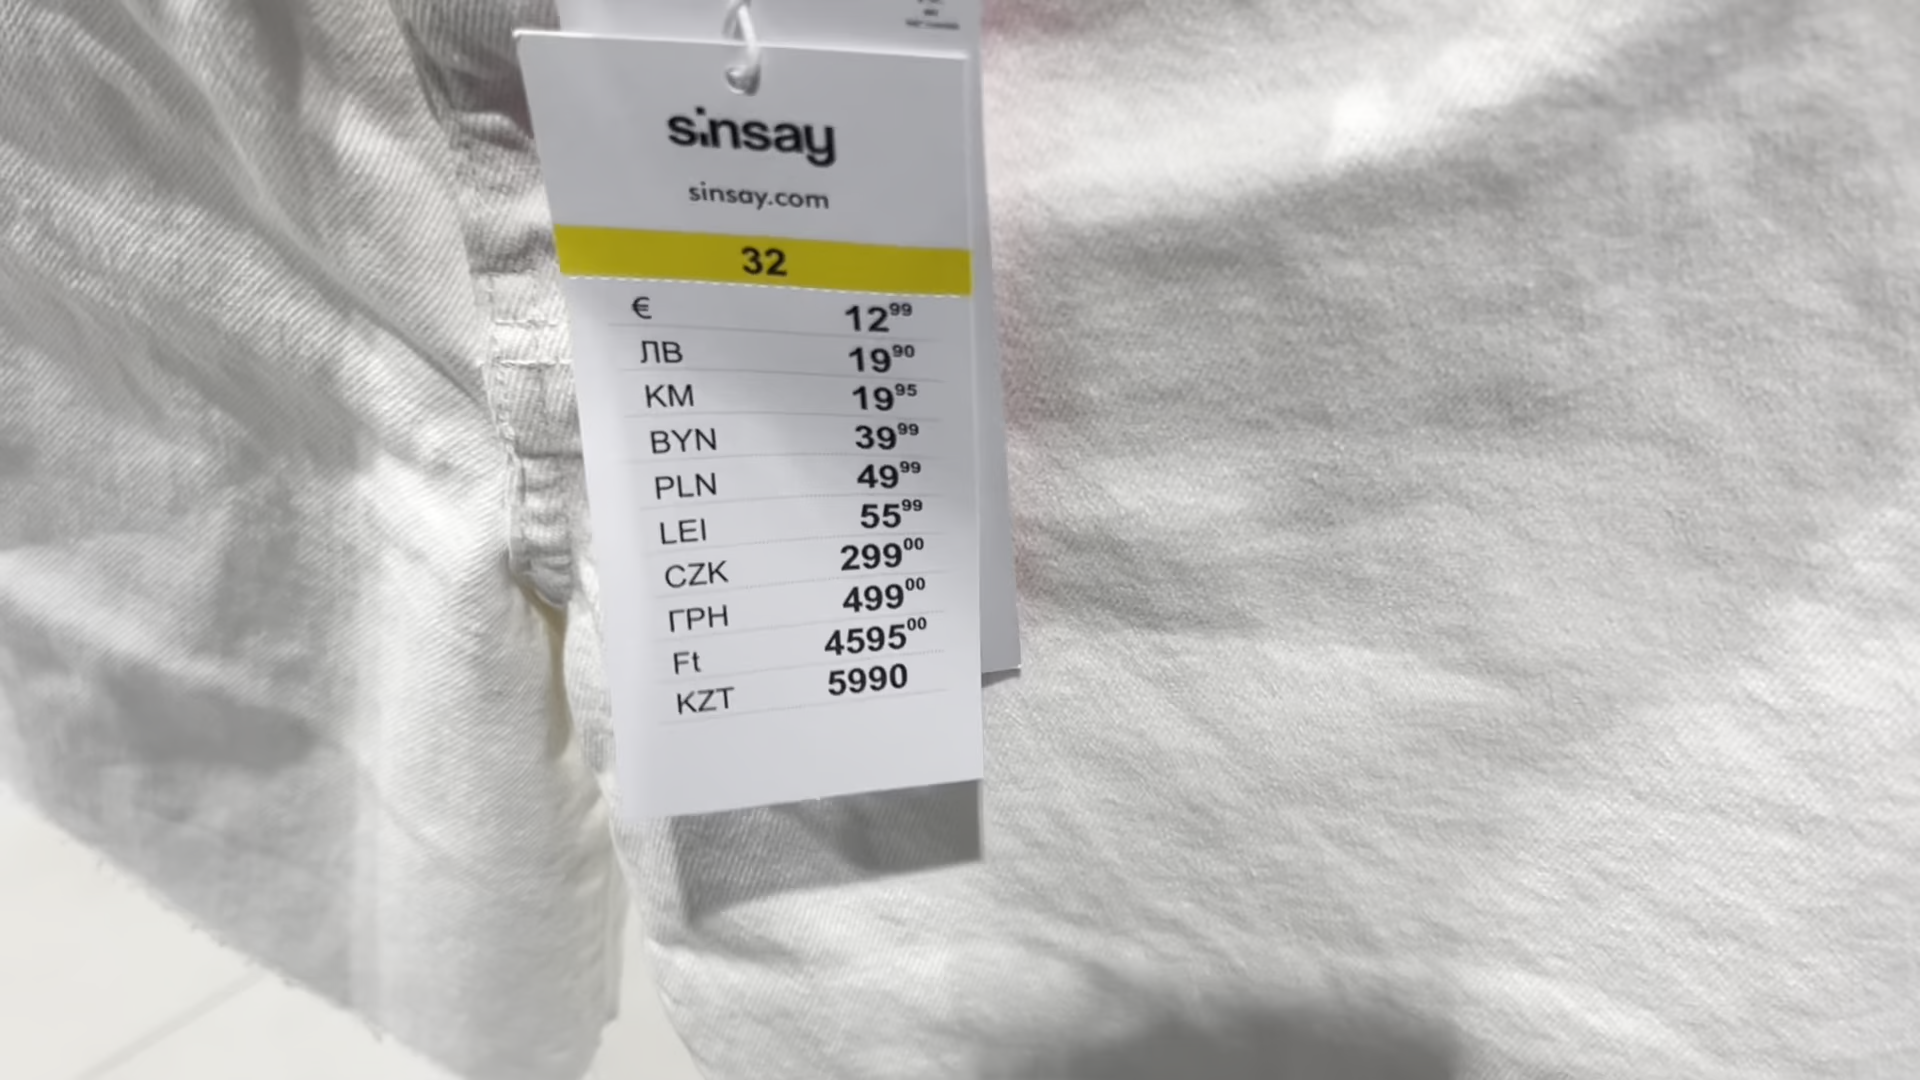 sinsay
sinsay.com
32
€ 12⁹⁹
ЛВ 19⁹⁰
KM 19⁹⁵
BYN 39⁹⁹
PLN 49⁹⁹
LEI 55⁹⁹
CZK 299⁰⁰
ГРН 499⁰⁰
Ft 4595⁰⁰
KZT 5990